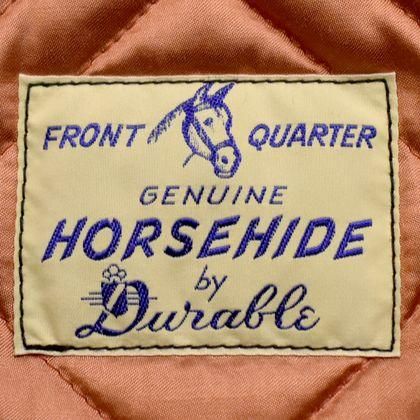 FRONT QUARTER
GENUINE
HORSEHIDE
by
Durable